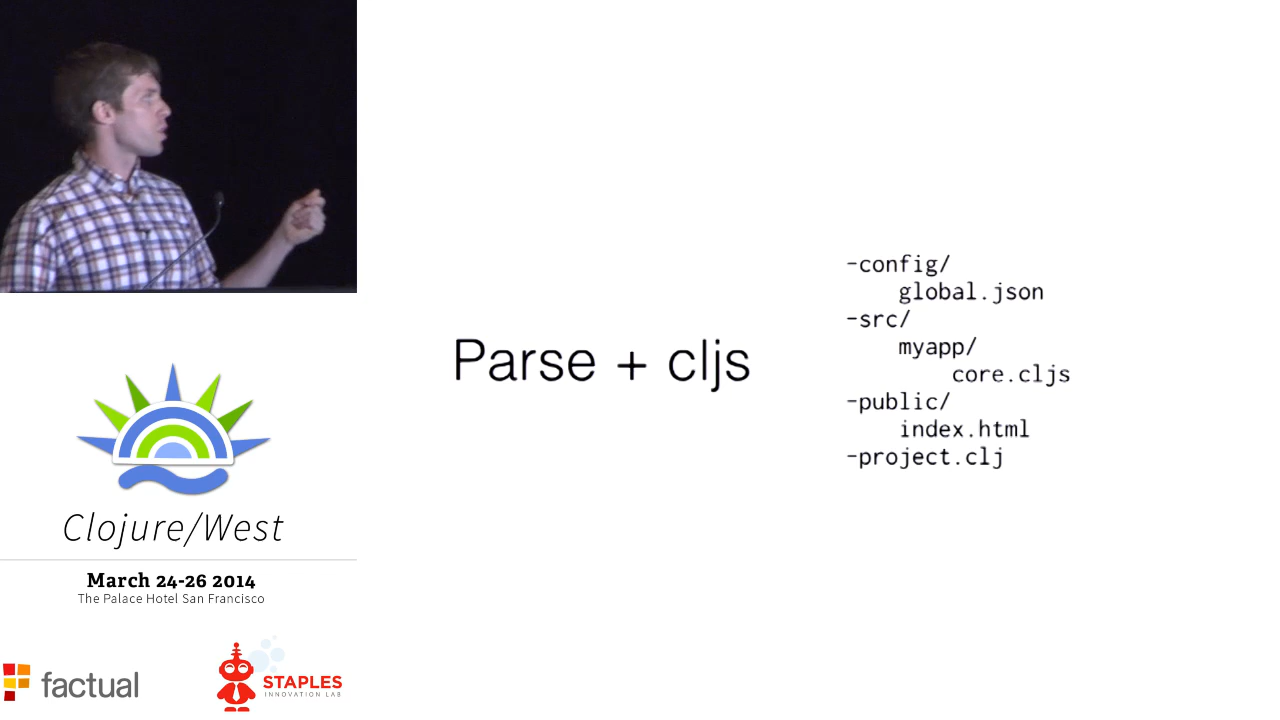 Parse + cljs
-config/
global.json
-src/
myapp/
core.cljs
-public/
index.html
-project.clj
Clojure/West
March 24-26 2014
The Palace Hotel San Francisco
factual
STAPLES
INNOVATION LAB